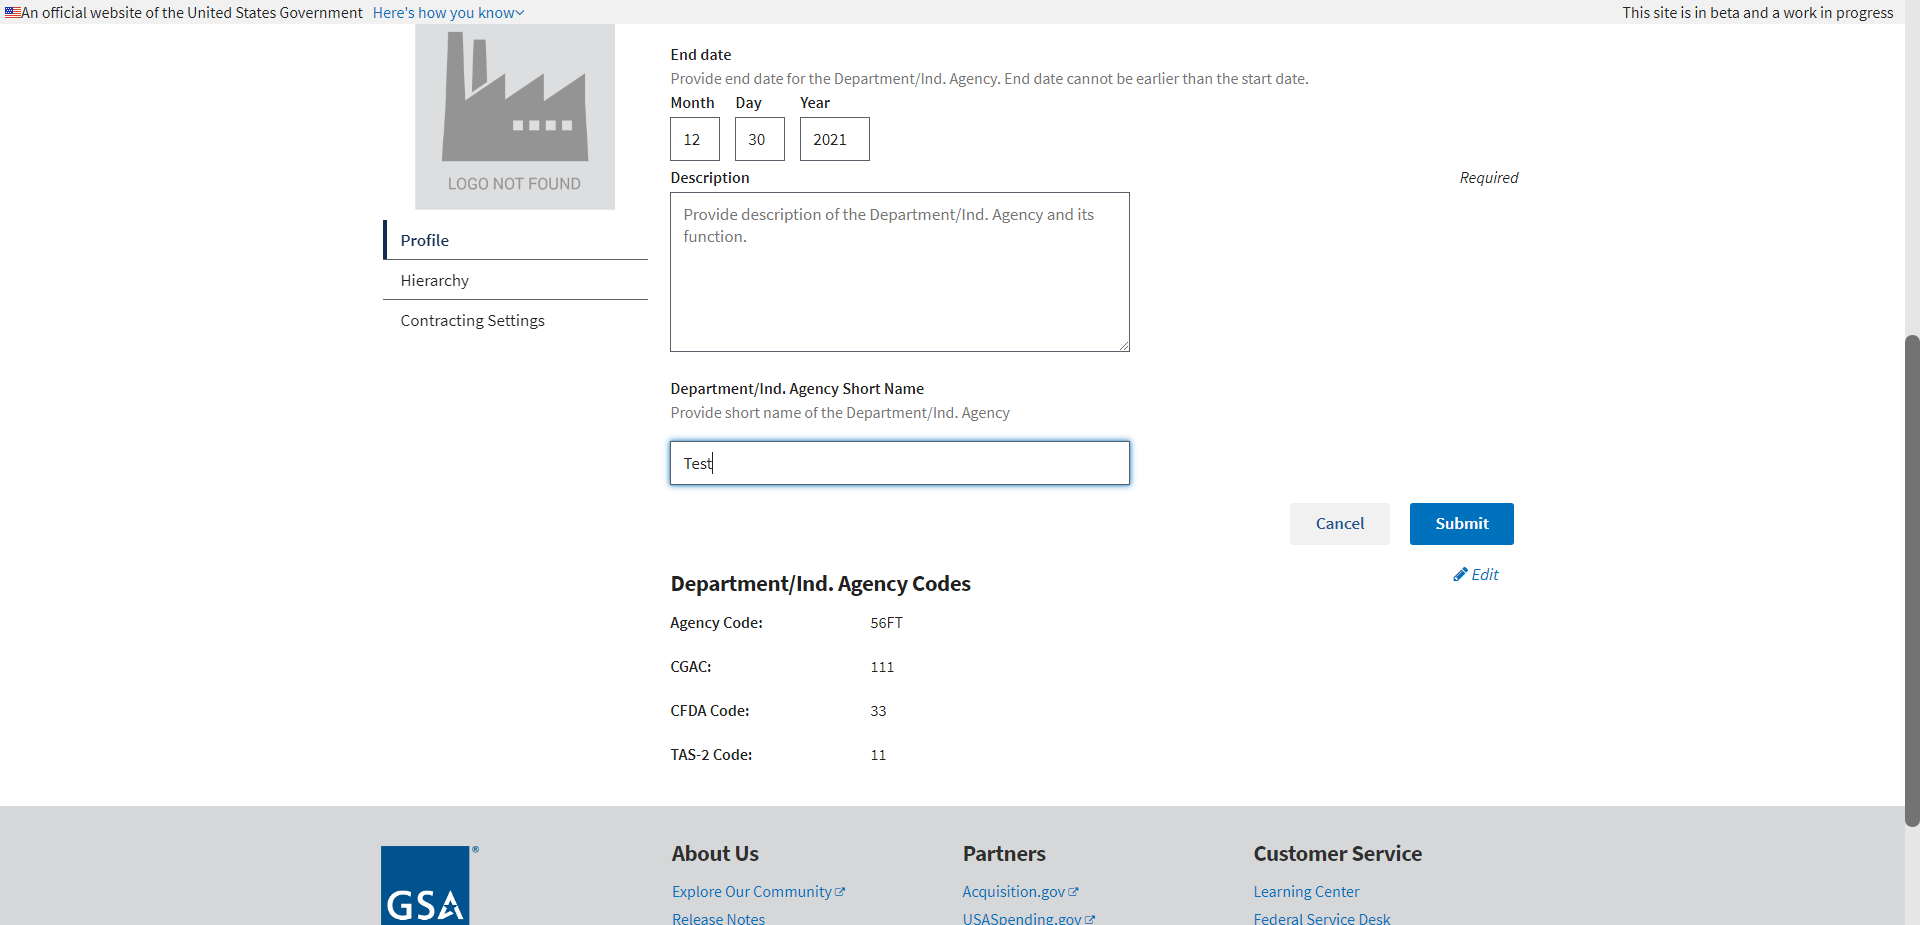 An official website of the United States Government Here's how you know
This site is in beta and a work in progress
LOGO NOT FOUND
Profile
Hierarchy
Contracting Settings
End date
Provide end date for the Department/Ind. Agency. End date cannot be earlier than the start date.
Month Day Year
12 30 2021
Description Required
Provide description of the Department/Ind. Agency and its
function.
Department/Ind. Agency Short Name
Provide short name of the Department/Ind. Agency
Test
Cancel Submit
Edit
Department/Ind. Agency Codes
Agency Code: 56FT
CGAC: 111
CFDA Code: 33
TAS-2 Code: 11
GSA ®
About Us
Explore Our Community
Release Notes
Partners
Acquisition.gov
USASpending.gov
Customer Service
Learning Center
Federal Service Desk